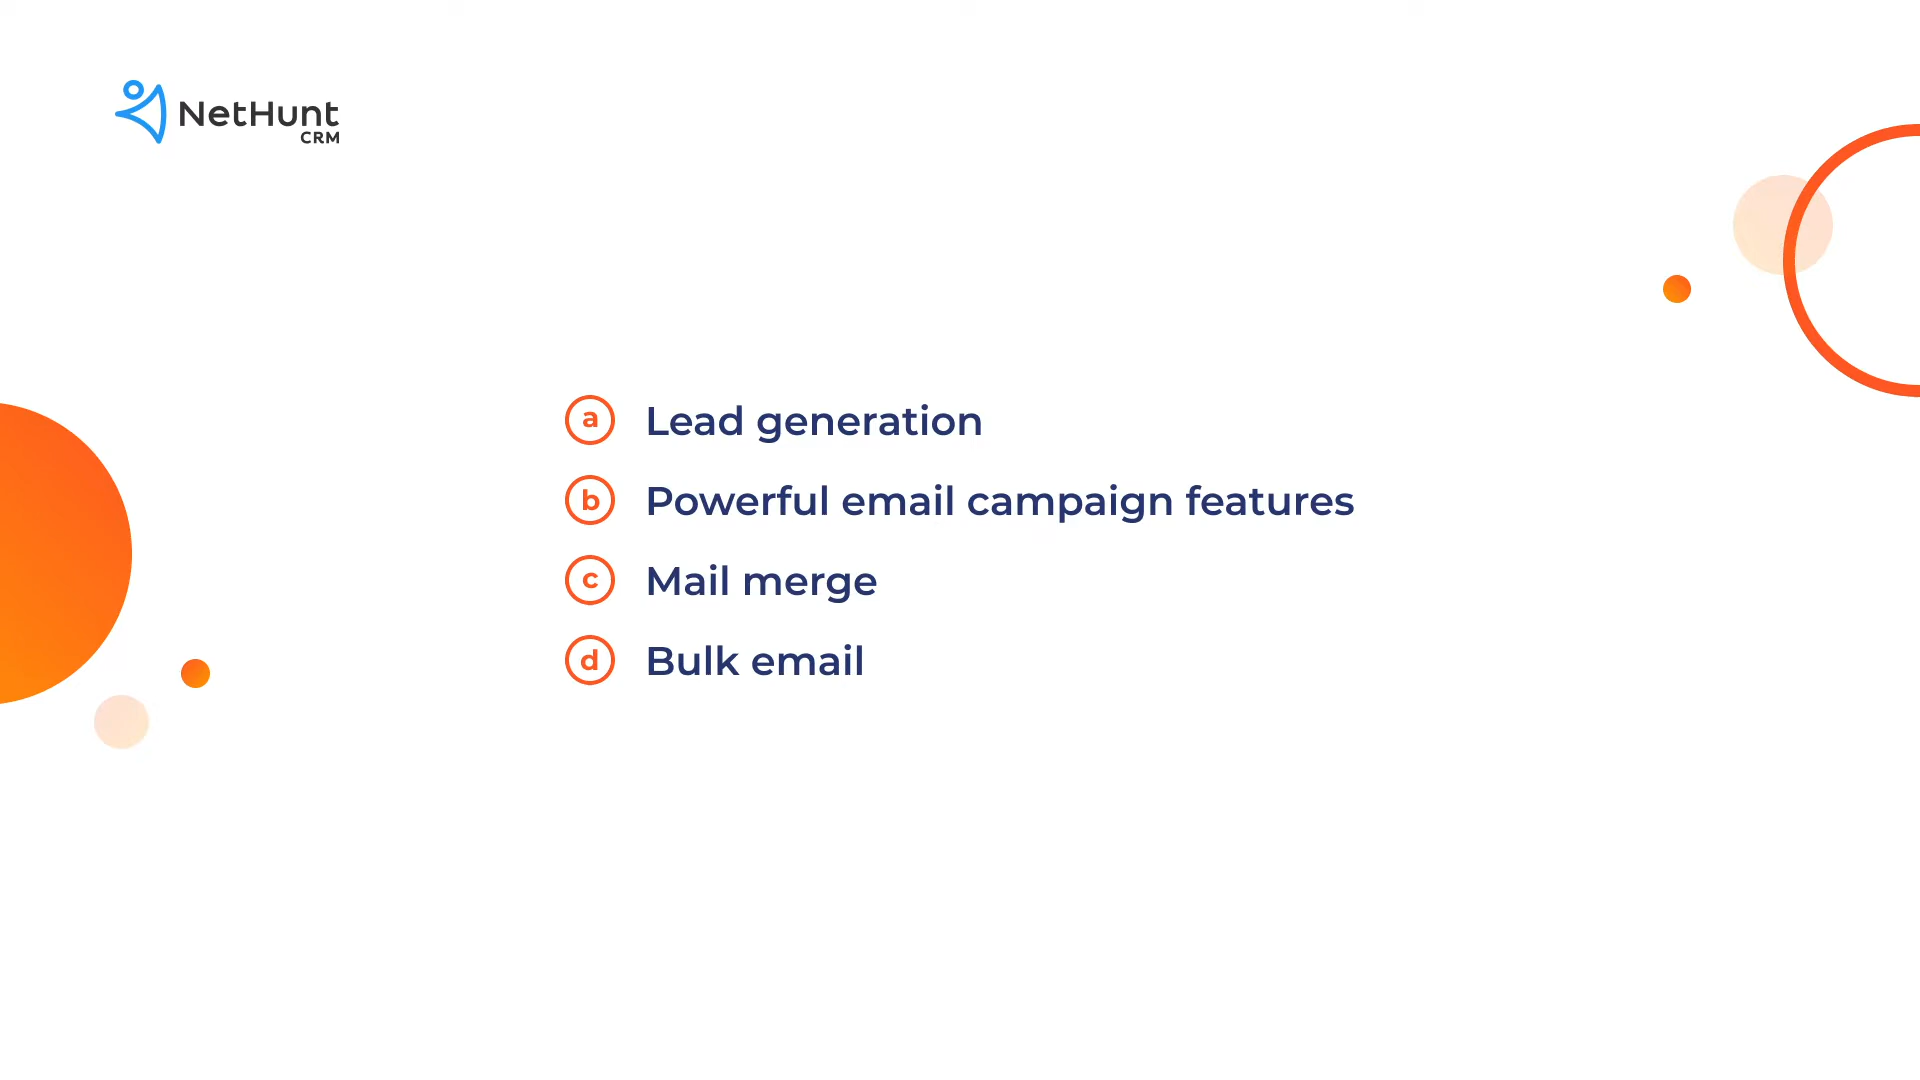 NetHunt
CRM
a Lead generation
b Powerful email campaign features
c Mail merge
d Bulk email